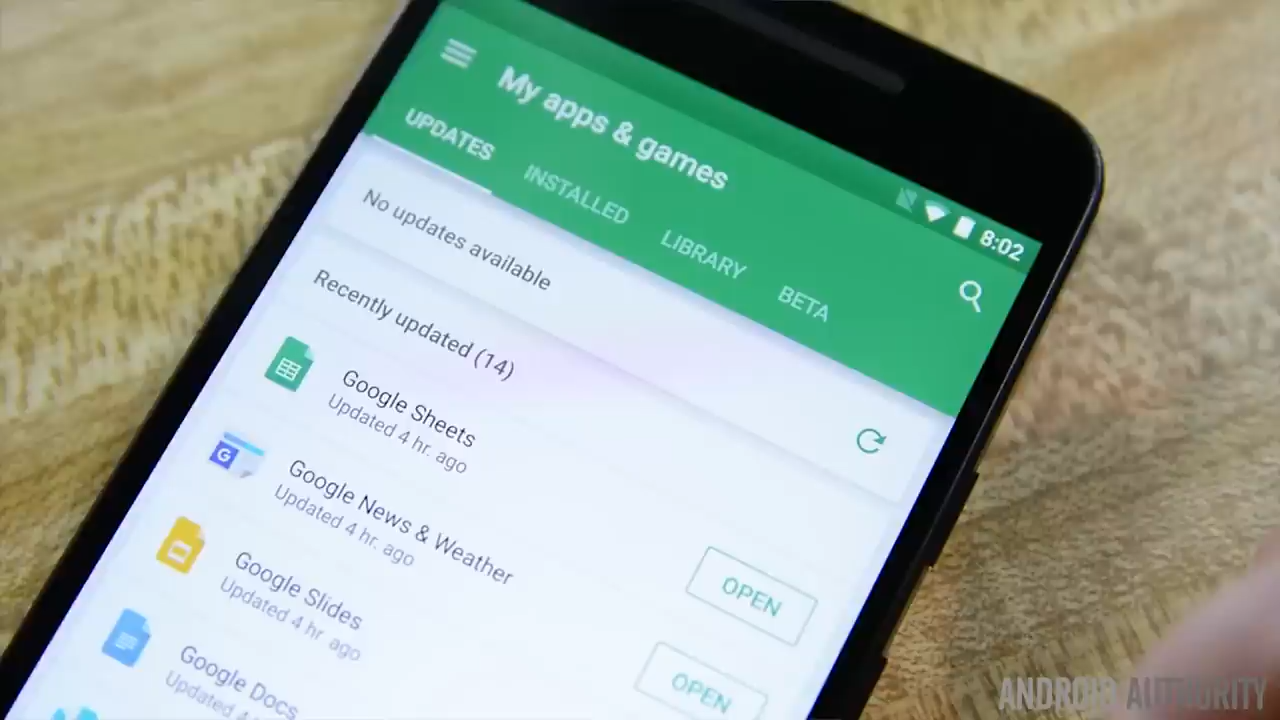 8:02
My apps & games
UPDATES INSTALLED LIBRARY BETA
No updates available
Recently updated (14)
Google Sheets
Updated 4 hr. ago
OPEN
G
Google News & Weather
Updated 4 hr. ago
OPEN
Google Slides
Updated 4 hr. ago
Google Docs
Updated
ANDROID AUTHORITY